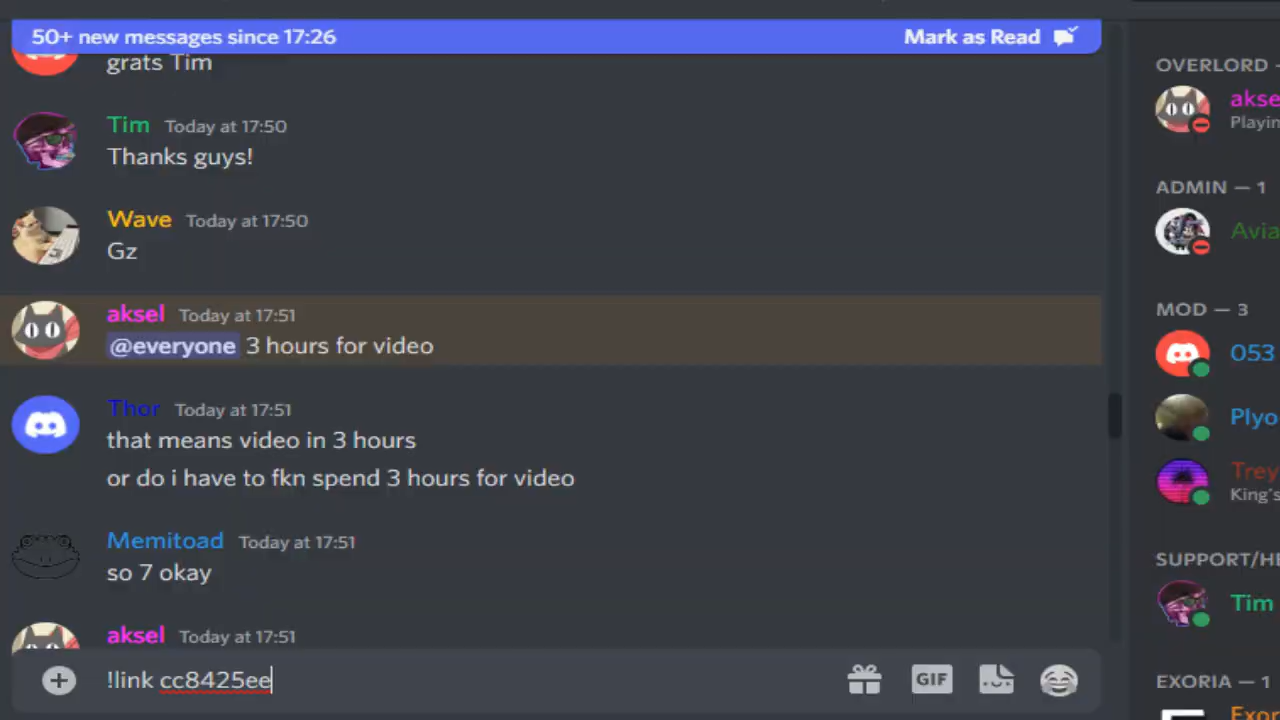 50+ new messages since 17:26 Mark as Read
grats Tim
OVERLORD –
akse
Playin
Tim Today at 17:50
Thanks guys!
ADMIN — 1
Avia
Wave Today at 17:50
Gz
MOD — 3
aksel Today at 17:51
@everyone 3 hours for video
053
Thor Today at 17:51
that means video in 3 hours
or do i have to fkn spend 3 hours for video
Plyo
Trey
King's
Memitoad Today at 17:51
so 7 okay
SUPPORT/HE
Tim
aksel Today at 17:51
!link cc8425ee
GIF
EXORIA — 1
Exor